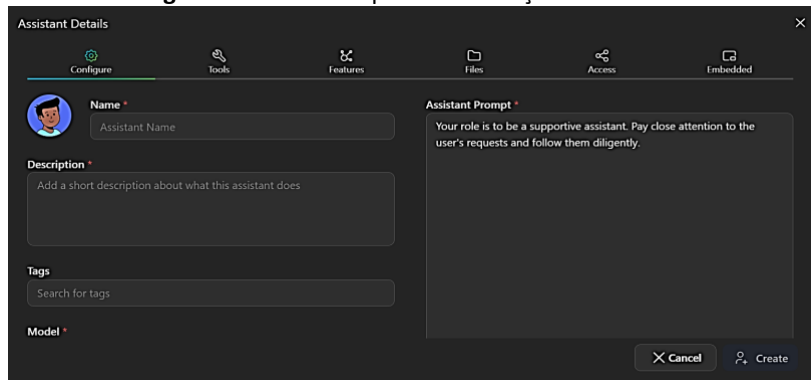 Assistant Details
Configure
Tools
Features
Files
Access
Embedded
Name *
Assistant Name
Description *
Add a short description about what this assistant does
Tags
Search for tags
Model *
Assistant Prompt *
Your role is to be a supportive assistant. Pay close attention to the
user's requests and follow them diligently.
Cancel
Create